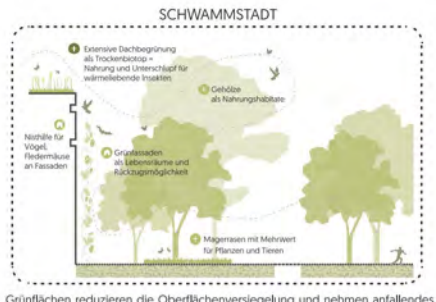 SCHWAMMSTADT
Extensive Dachbegrünung
als Trockenbiotop =
Nahrung und Unterschlupf für
wärmeliebende Insekten
Gehölze
als Nahrungshabitate
Nisthilfe für
Vögel,
Fledermäuse
an Fassaden
Grünfassaden
als Lebensräume und
Rückzugsmöglichkeit
Magerrasen mit Mehrwert
für Pflanzen und Tieren
Grünflächen reduzieren die Oberflächenversiegelung und nehmen anfallendes